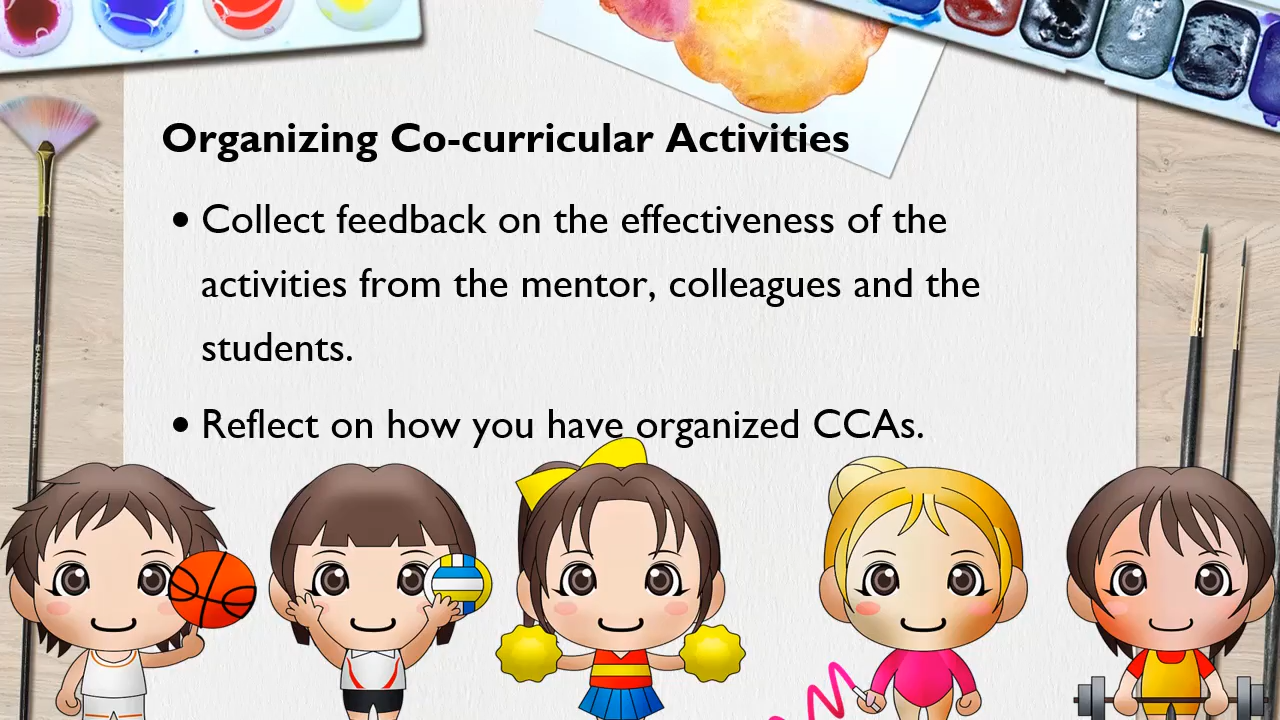 Organizing Co-curricular Activities
• Collect feedback on the effectiveness of the
activities from the mentor, colleagues and the
students.
• Reflect on how you have organized CCAs.